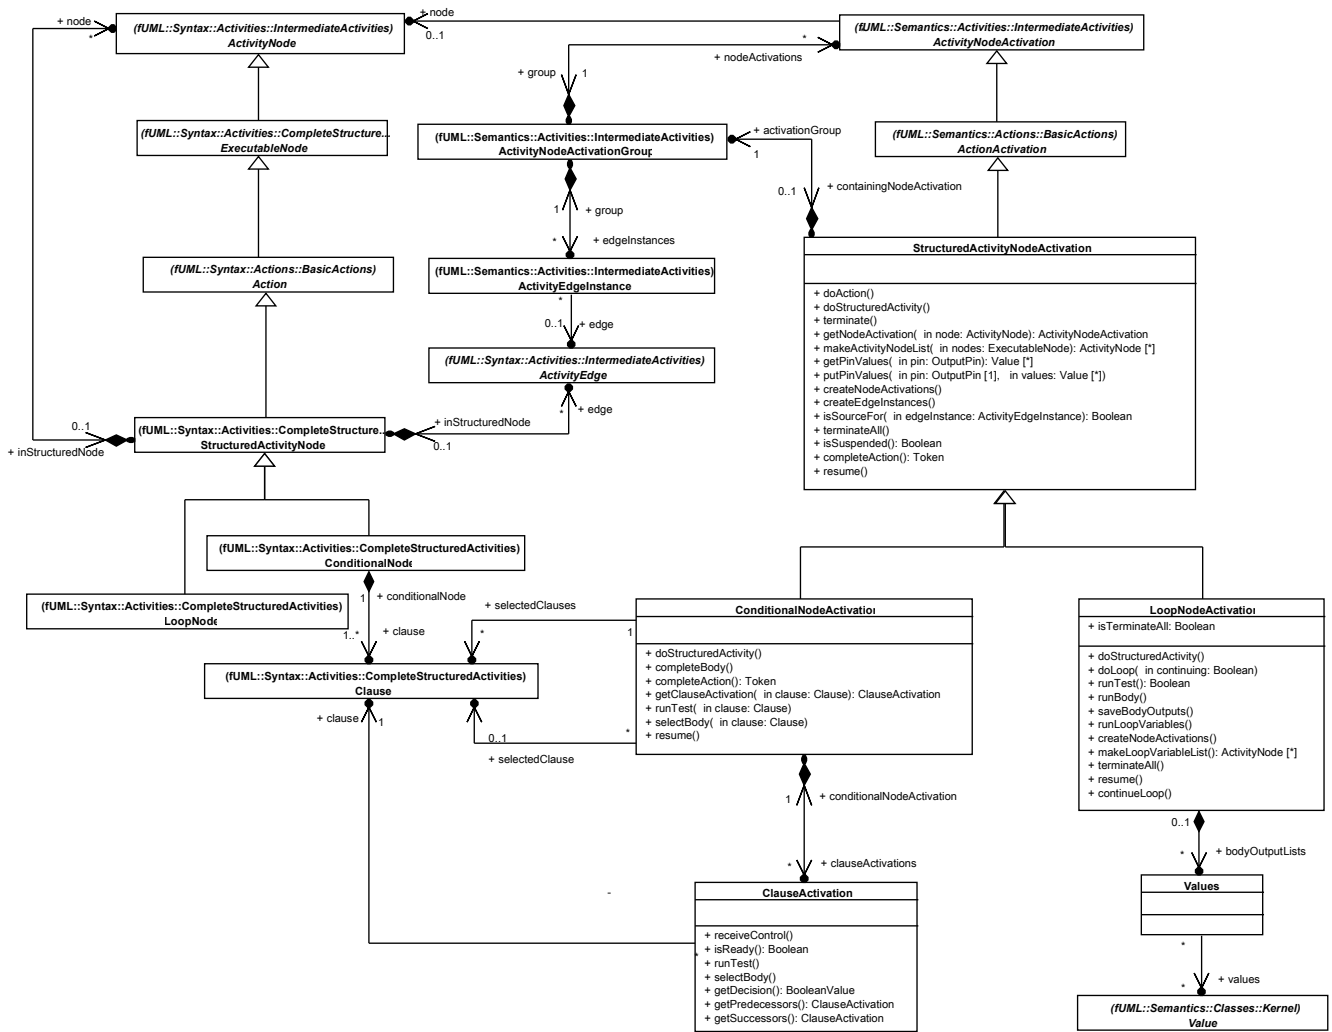 + node
*
(fUML::Syntax::Activities::IntermediateActivities)
ActivityNode
+ node
0..1
(fUML::Semantics::Activities::IntermediateActivities)
ActivityNodeActivation
*
+ nodeActivations
+ group
1
(fUML::Syntax::Activities::CompleteStructure...
ExecutableNode
(fUML::Semantics::Activities::IntermediateActivities)
ActivityNodeActivationGroup
+ activationGroup
1
(fUML::Semantics::Actions::BasicActions)
ActionActivation
0..1
+ containingNodeActivation
1
+ group
*
+ edgeInstances
(fUML::Syntax::Actions::BasicActions)
Action
(fUML::Semantics::Activities::IntermediateActivities)
ActivityEdgeInstance
*
0..1
+ edge
(fUML::Syntax::Activities::IntermediateActivities)
ActivityEdge
*
+ edge
StructuredActivityNodeActivation
+ doAction()
+ doStructuredActivity()
+ terminate()
+ getNodeActivation( in node: ActivityNode): ActivityNodeActivation
+ makeActivityNodeList( in nodes: ExecutableNode): ActivityNode [*]
+ getPinValues( in pin: OutputPin): Value [*]
+ putPinValues( in pin: OutputPin [1], in values: Value [*])
+ createNodeActivations()
+ createEdgeInstances()
+ isSourceFor( in edgeInstance: ActivityEdgeInstance): Boolean
+ terminateAll()
+ isSuspended(): Boolean
+ completeAction(): Token
+ resume()
0..1
+ inStructuredNode
(fUML::Syntax::Activities::CompleteStructure...
StructuredActivityNode
+ inStructuredNode
0..1
(fUML::Syntax::Activities::CompleteStructuredActivities)
ConditionalNode
(fUML::Syntax::Activities::CompleteStructuredActivities)
LoopNode
1
+ conditionalNode
1..*
+ clause
(fUML::Syntax::Activities::CompleteStructuredActivities)
Clause
+ selectedClauses
*
1
+ clause
1
0..1
*
+ selectedClause
ConditionalNodeActivation
+ doStructuredActivity()
+ completeBody()
+ completeAction(): Token
+ getClauseActivation( in clause: Clause): ClauseActivation
+ runTest( in clause: Clause)
+ selectBody( in clause: Clause)
+ resume()
1
+ conditionalNodeActivation
*
+ clauseActivations
LoopNodeActivation
+ isTerminateAll: Boolean
+ doStructuredActivity()
+ doLoop( in continuing: Boolean)
+ runTest(): Boolean
+ runBody()
+ saveBodyOutputs()
+ runLoopVariables()
+ createNodeActivations()
+ makeLoopVariableList(): ActivityNode [*]
+ terminateAll()
+ resume()
+ continueLoop()
0..1
*
+ bodyOutputLists
-
ClauseActivation
*
+ receiveControl()
+ isReady(): Boolean
+ runTest()
+ selectBody()
+ getDecision(): BooleanValue
+ getPredecessors(): ClauseActivation
+ getSuccessors(): ClauseActivation
Values
*
+ values
*
(fUML::Semantics::Classes::Kernel)
Value